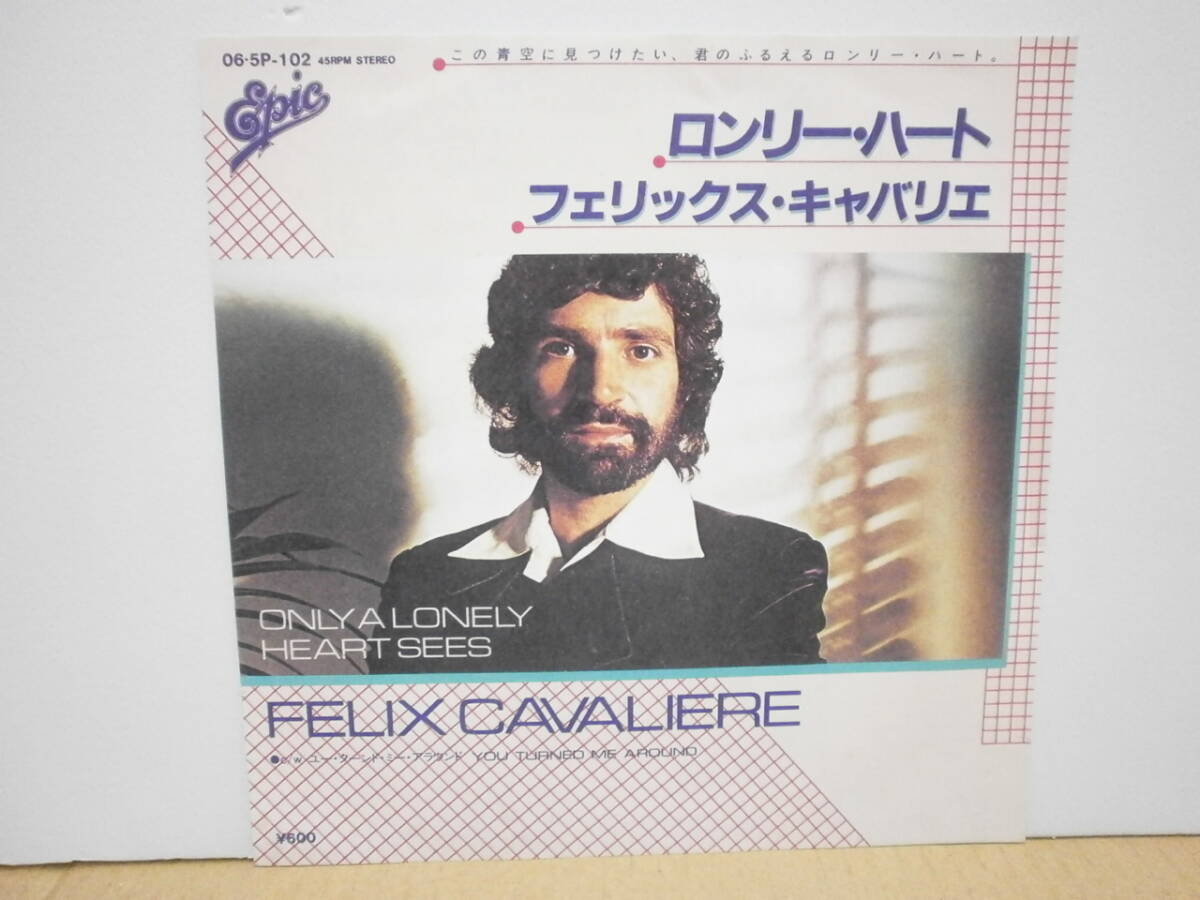 06・5P-102 45RPM STEREO
この青空に見つけたい、君のふるえるロンリー・ハート。
Epic
ロンリー・ハート
フェリックス・キャバリエ
ONLY A LONELY
HEART SEES
FELIX CAVALIERE
●c/w ユー・ターンド・ミー・アラウンド YOU TURNED ME AROUND
¥600